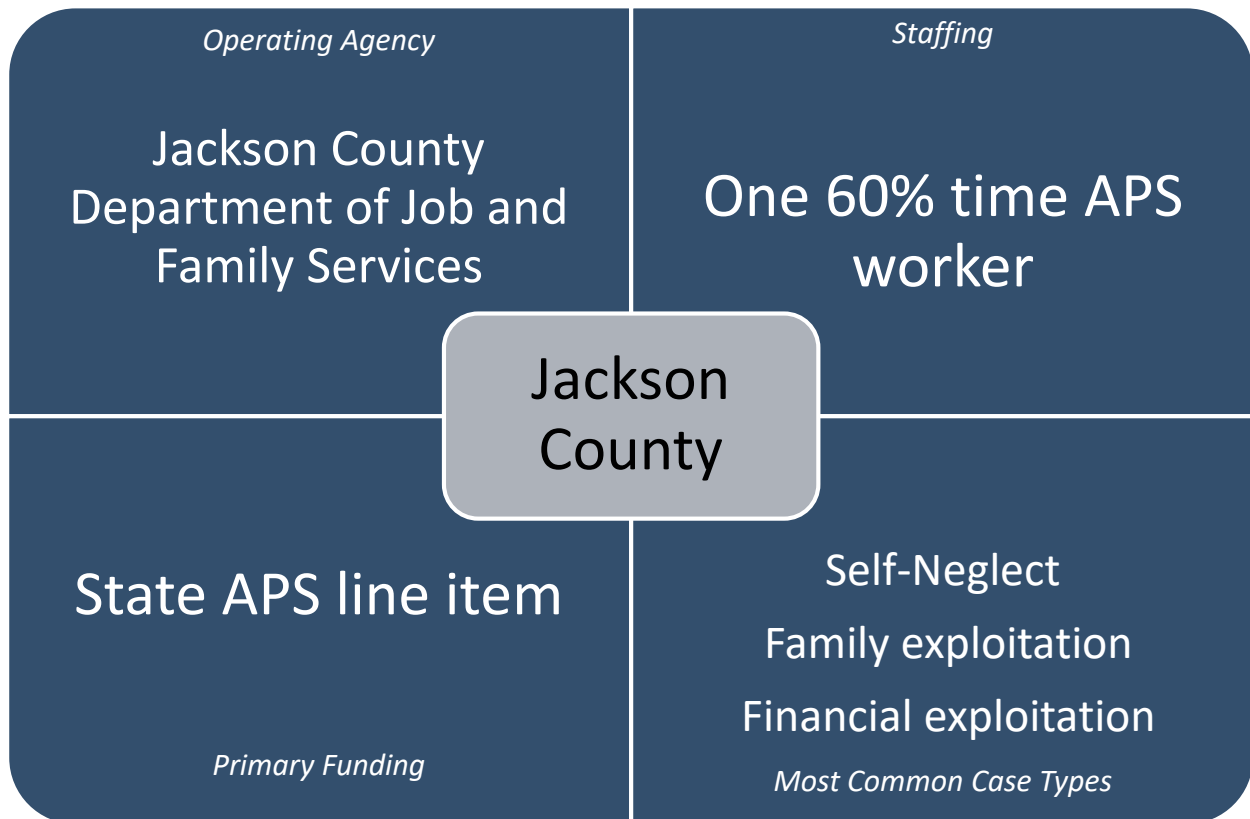 Operating Agency
Jackson County
Department of Job and
Family Services
Staffing
One 60% time APS
worker
Jackson
County
State APS line item
Primary Funding
Self-Neglect
Family exploitation
Financial exploitation
Most Common Case Types